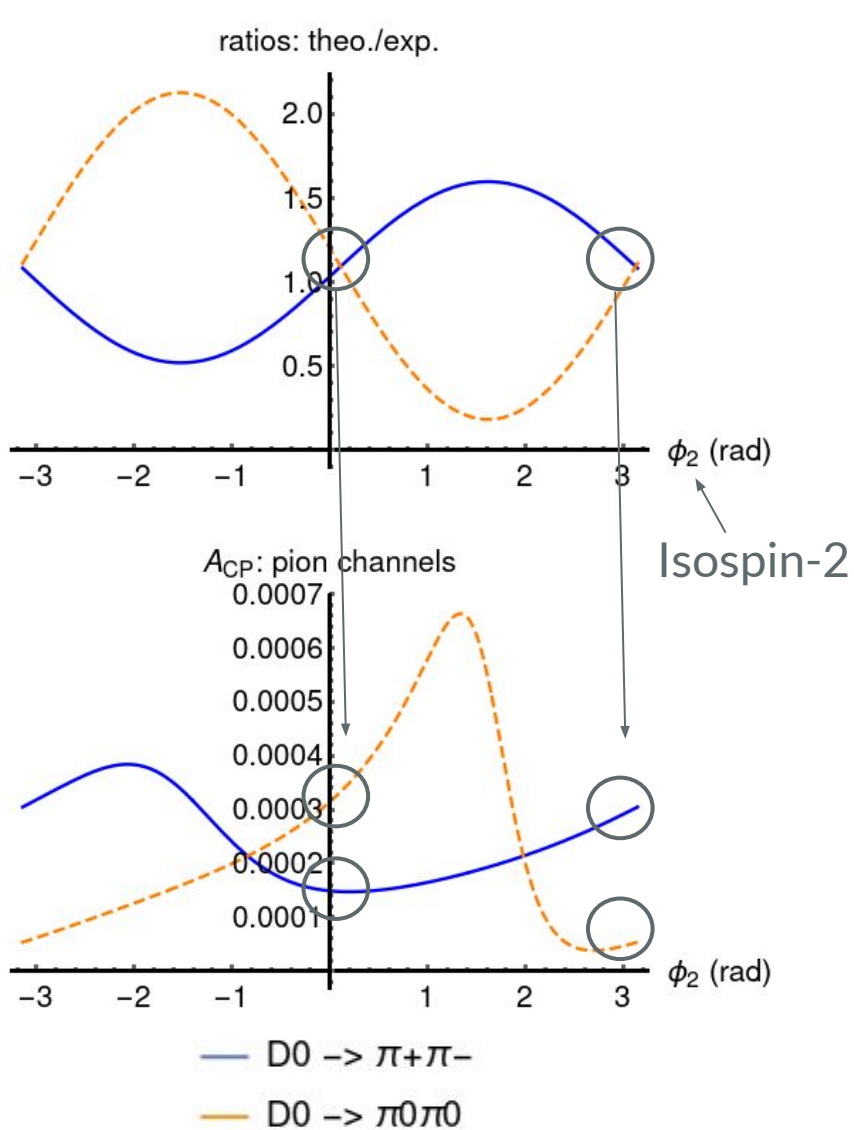 ratios: theo./exp.
2.0
1.5
1.0
0.5
−3 −2 −1 1 2 3
ϕ2 (rad)
Isospin-2
ACP: pion channels
0.0007
0.0006
0.0005
0.0004
0.0003
0.0002
0.0001
−3 −2 −1 1 2 3
ϕ2 (rad)
D0 −> π+π−
D0 −> π0π0